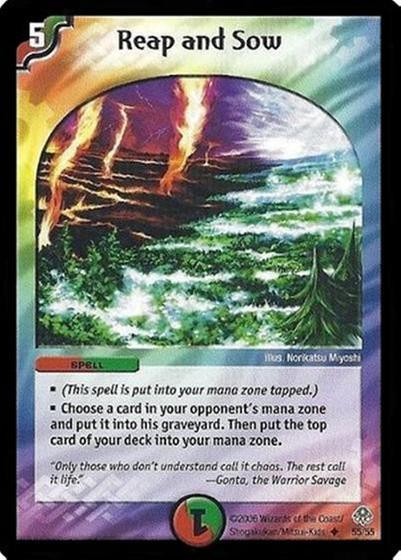 5
Reap and Sow
Illus. Norikatsu Miyoshi
SPELL
▪ (This spell is put into your mana zone tapped.)
▪ Choose a card in your opponent's mana zone
and put it into his graveyard. Then put the top
card of your deck into your mana zone.
"Only those who don't understand call it chaos. The rest call
it life." —Gonta, the Warrior Savage
1
©2006 Wizards of the Coast/
Shogakukan/Mitsui-Kids ♦ 55/55